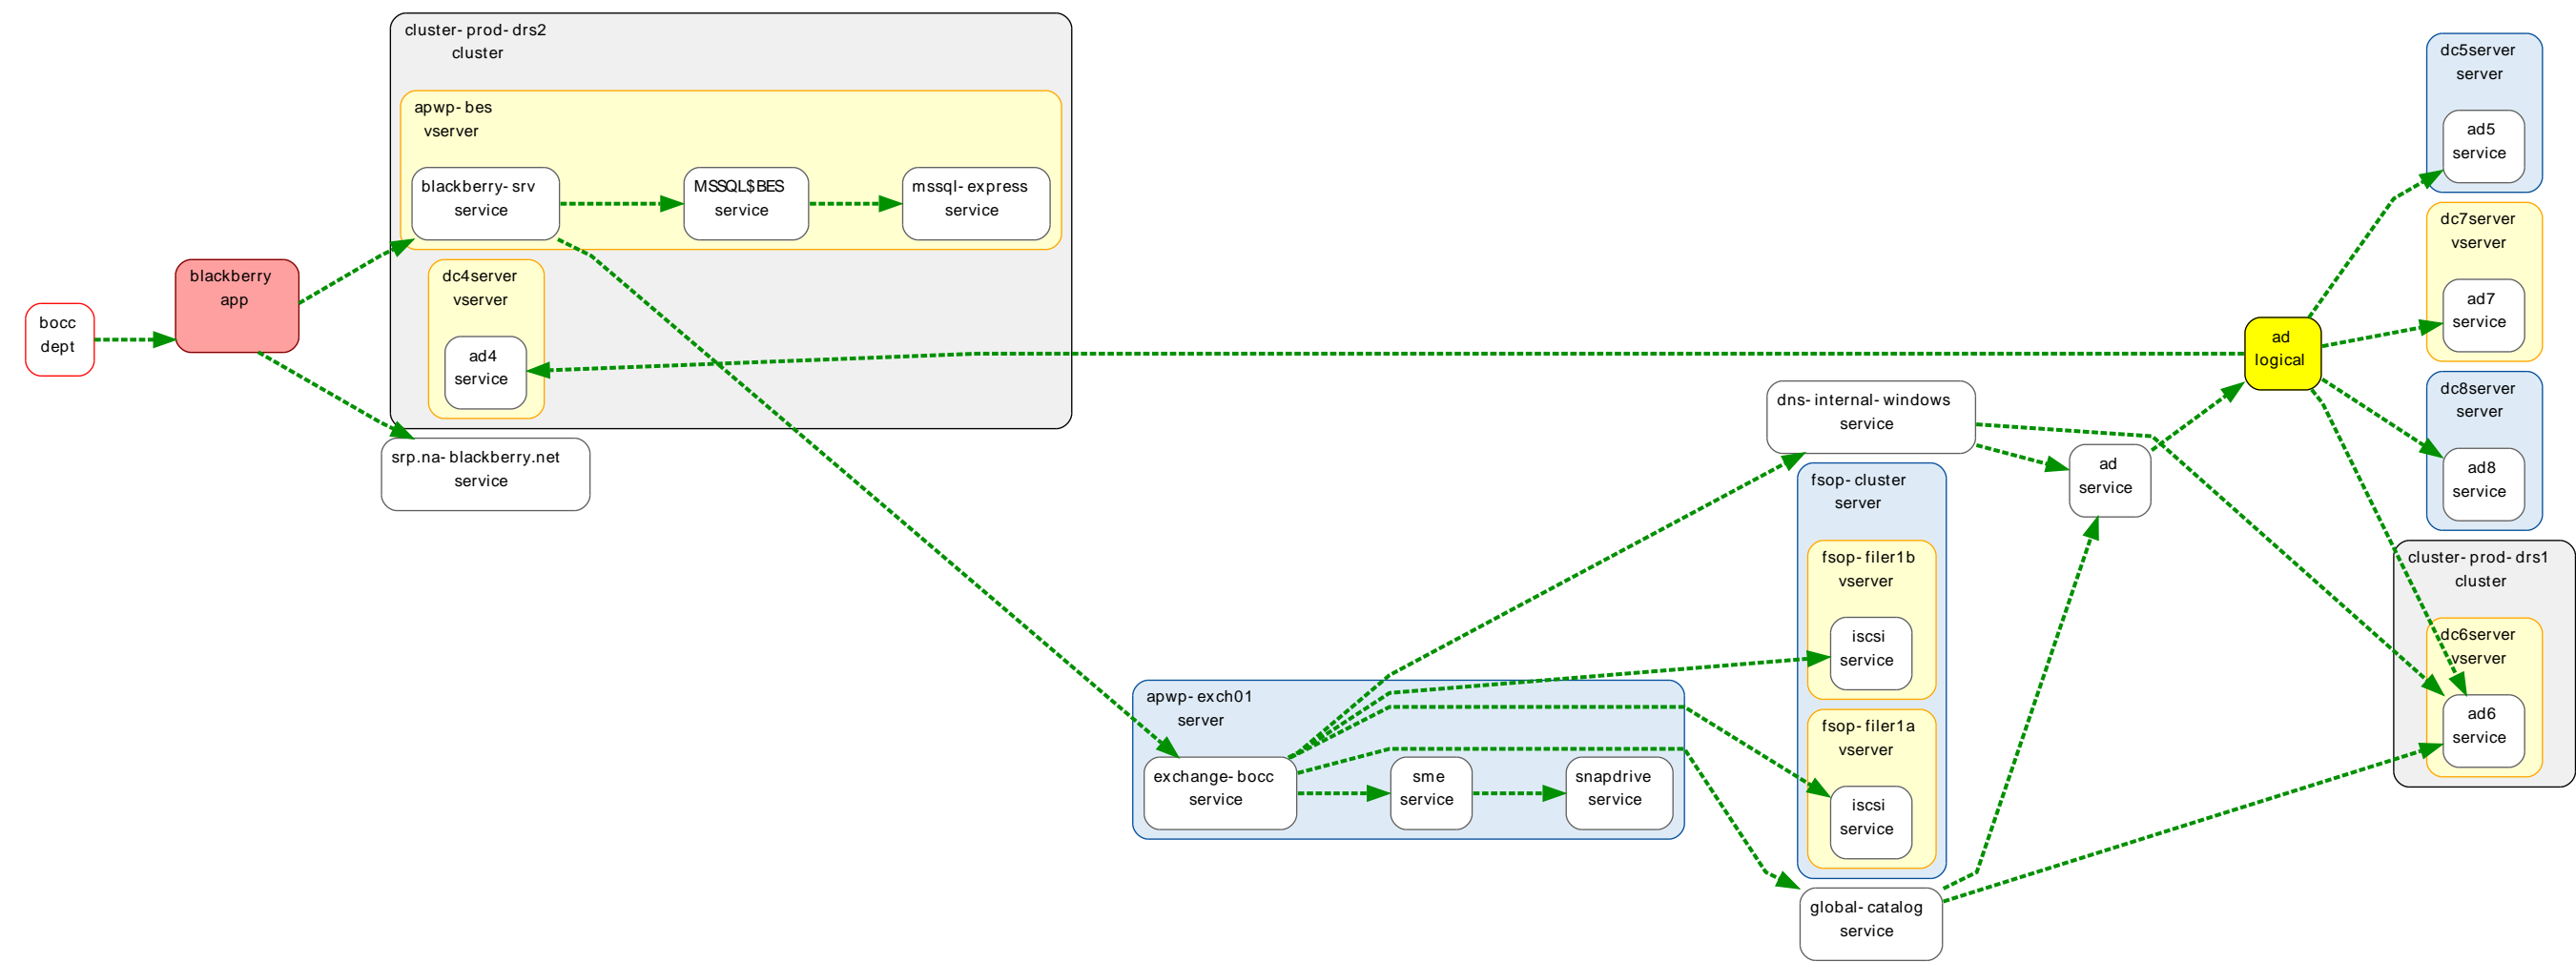 cluster-prod-drs2
cluster
apwp-bes
vserver
blackberry-srv
service
MSSQL$BES
service
mssql-express
service
dc4server
vserver
ad4
service
bocc
dept
blackberry
app
srp.na-blackberry.net
service
apwp-exch01
server
exchange-bocc
service
sme
service
snapdrive
service
dns-internal-windows
service
fsop-cluster
server
fsop-filer1b
vserver
iscsi
service
fsop-filer1a
vserver
iscsi
service
global-catalog
service
ad
service
ad
logical
dc5server
server
ad5
service
dc7server
vserver
ad7
service
dc8server
server
ad8
service
cluster-prod-drs1
cluster
dc6server
vserver
ad6
service